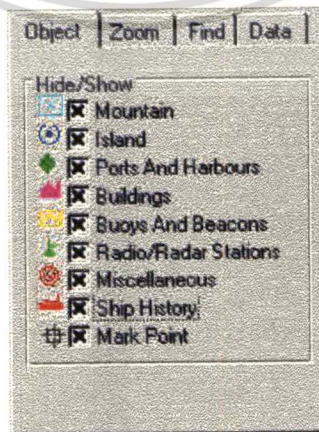 Object Zoom Find Data
Hide/Show
Mountain
Island
Ports And Harbours
Buildings
Buoys And Beacons
Radio/Radar Stations
Miscellaneous
Ship History
Mark Point